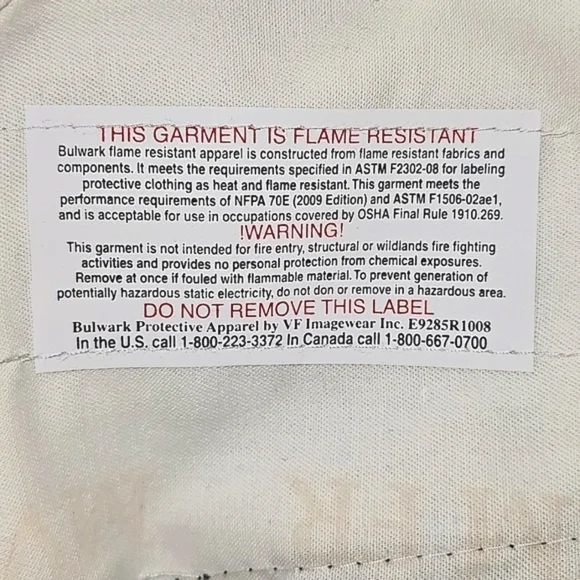 THIS GARMENT IS FLAME RESISTANT
Bulwark flame resistant apparel is constructed from flame resistant fabrics and
components. It meets the requirements specified in ASTM F2302-08 for labeling
protective clothing as heat and flame resistant. This garment meets the
performance requirements of NFPA 70E (2009 Edition) and ASTM F1506-02ae1,
and is acceptable for use in occupations covered by OSHA Final Rule 1910.269.
!WARNING!
This garment is not intended for fire entry, structural or wildlands fire fighting
activities and provides no personal protection from chemical exposures.
Remove at once if fouled with flammable material. To prevent generation of
potentially hazardous static electricity, do not don or remove in a hazardous area.
DO NOT REMOVE THIS LABEL
Bulwark Protective Apparel by VF Imagewear Inc. E9285R1008
In the U.S. call 1-800-223-3372 In Canada call 1-800-667-0700